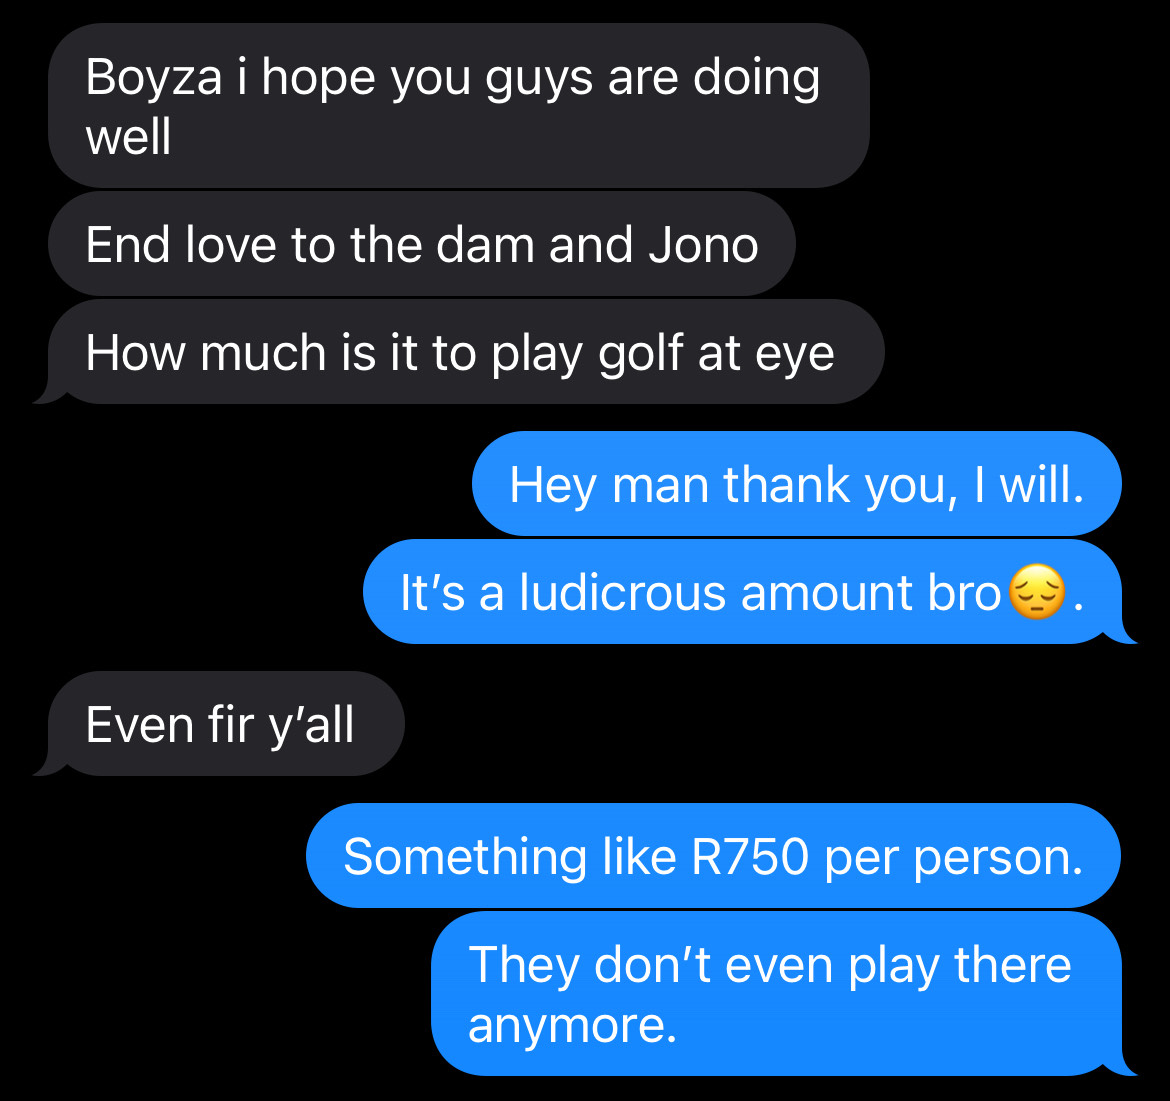 Boyza i hope you guys are doing
well
End love to the dam and Jono
How much is it to play golf at eye
Hey man thank you, I will.
It’s a ludicrous amount bro😔.
Even fir y’all
Something like R750 per person.
They don’t even play there
anymore.